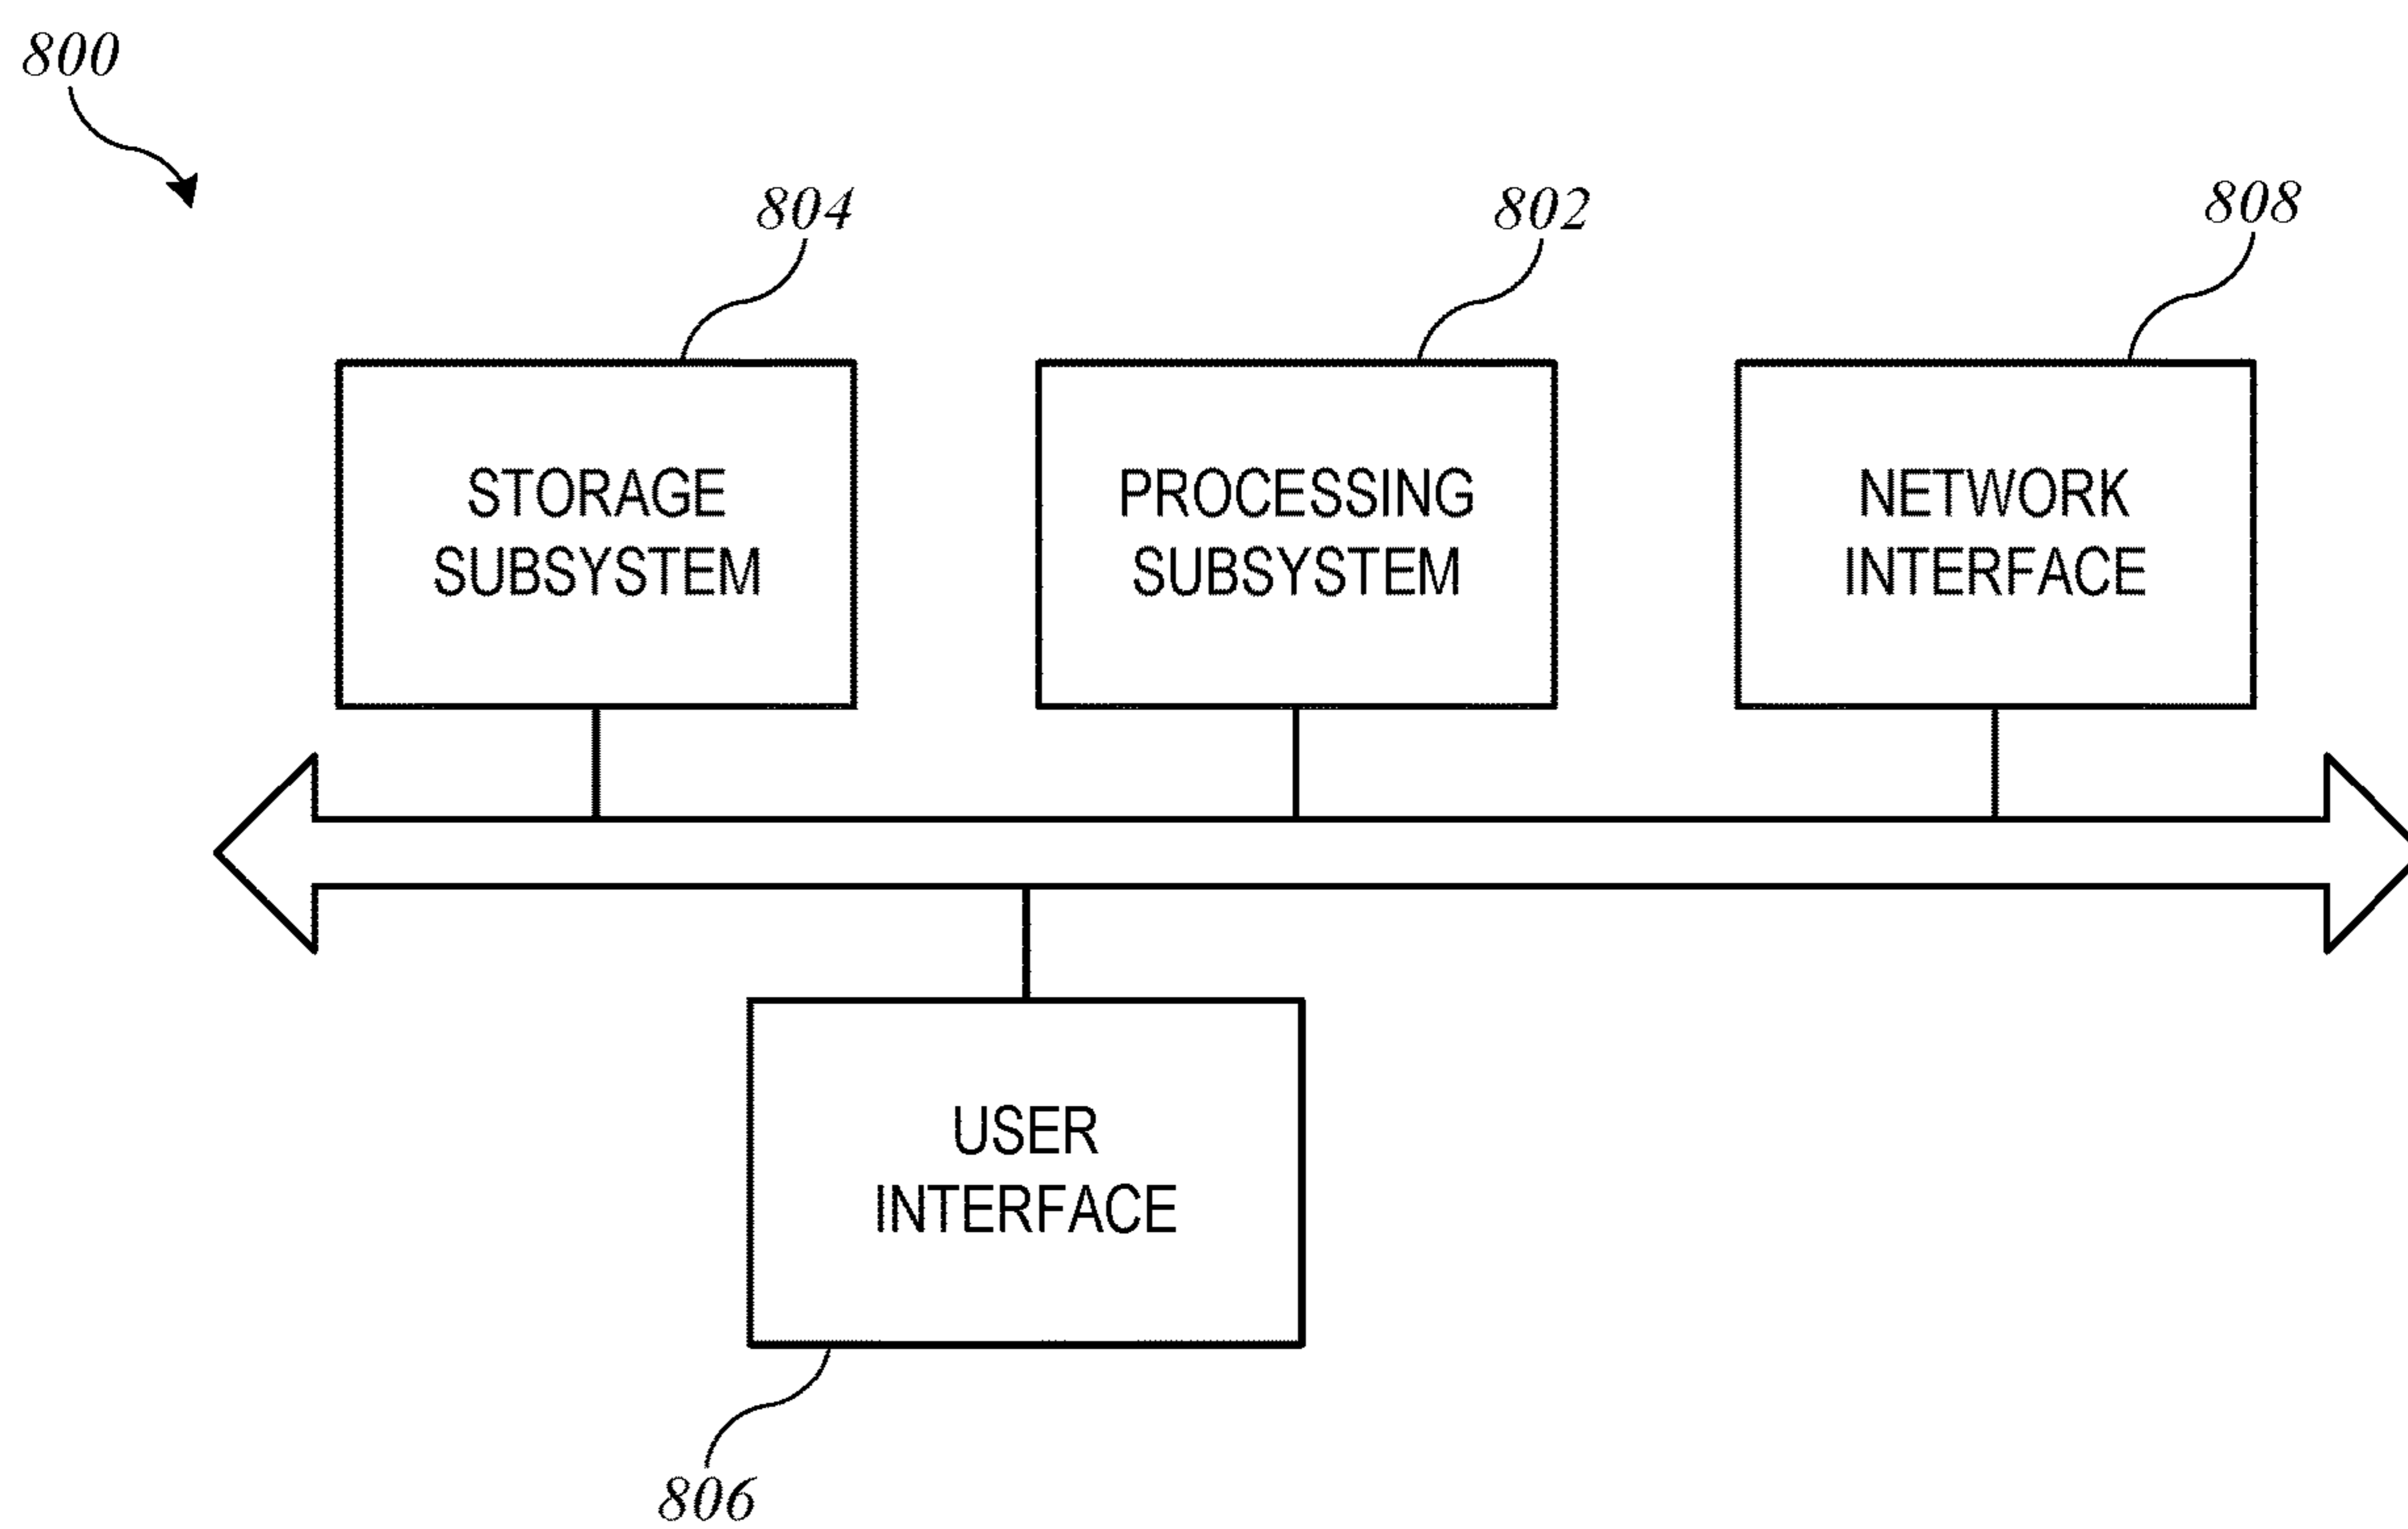 800
804
802
808
STORAGE
SUBSYSTEM
PROCESSING
SUBSYSTEM
NETWORK
INTERFACE
USER
INTERFACE
806